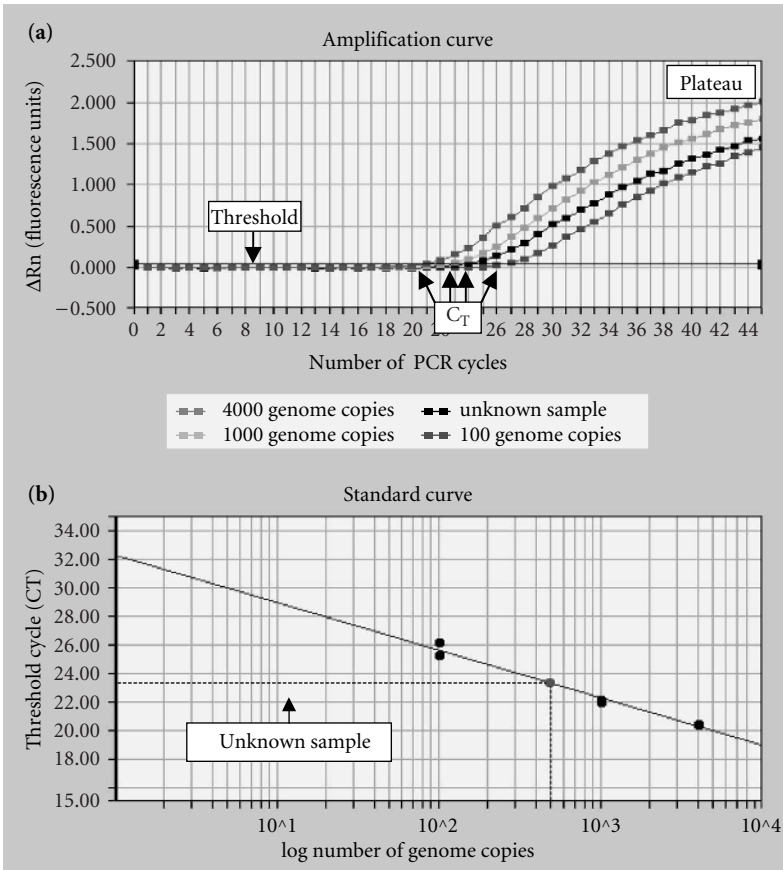 (a)
Amplification curve
2.500
2.000
1.500
1.000
0.500
0.000
−0.500
ΔRn (fluorescence units)
Plateau
Threshold
C_T
0 2 4 6 8 10 12 14 16 18 20 26 28 30 32 34 36 38 40 42 44
Number of PCR cycles
4000 genome copies
unknown sample
1000 genome copies
100 genome copies
(b)
Standard curve
34.00
32.00
30.00
28.00
26.00
24.00
22.00
20.00
18.00
15.00
Threshold cycle (CT)
Unknown sample
10^1 10^2 10^3 10^4
log number of genome copies